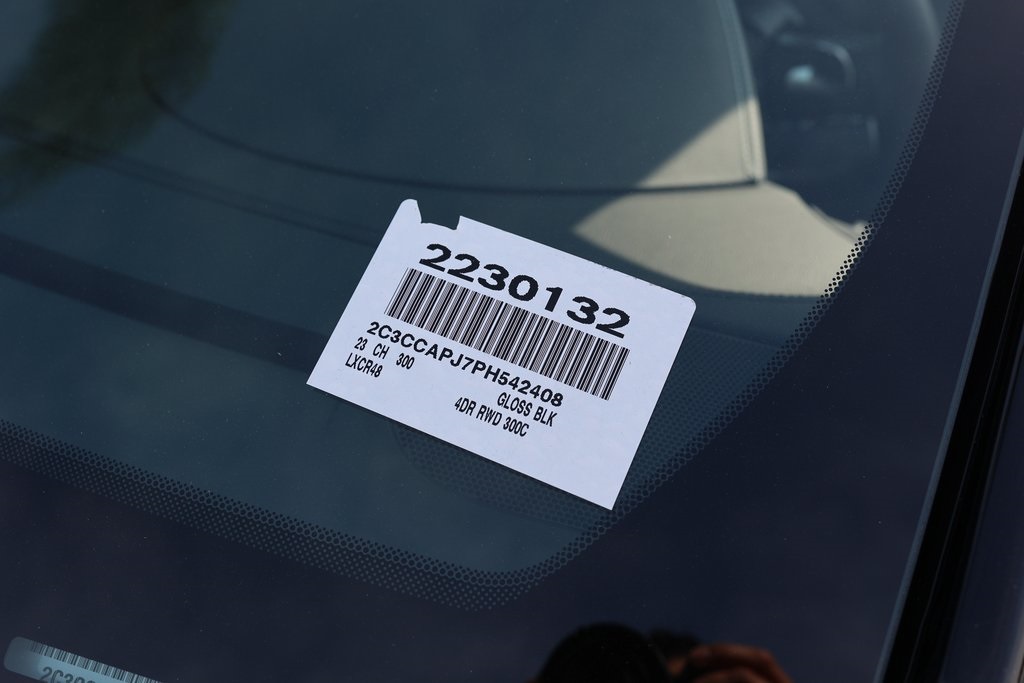 2230132
2C3CCAPJ7PH542408
23 CH 300 GLOSS BLK
LXCR48 4DR RWD 300C